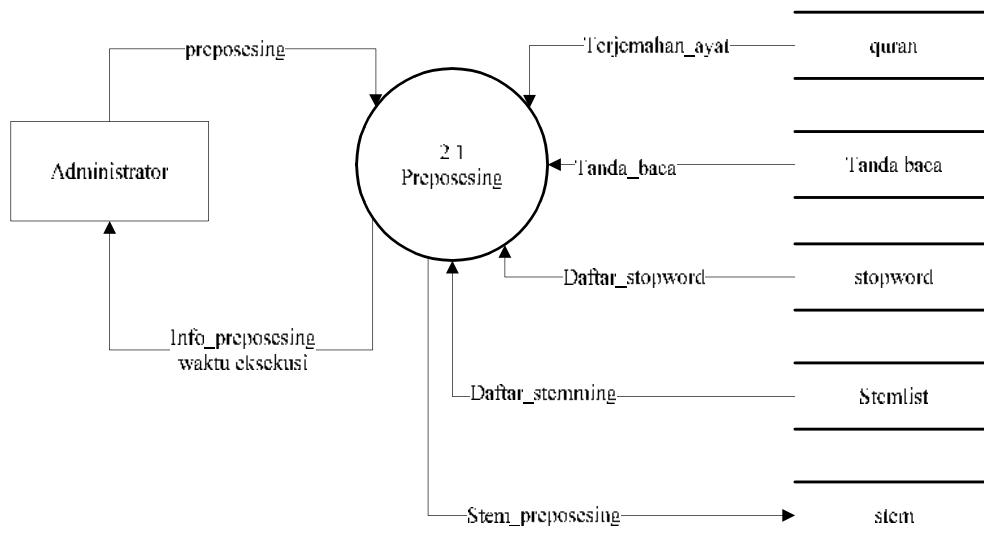 preposesing
Terjemahan_ayat
quran
Administrator
2.1
Preposesing
Tanda_baca
Tanda baca
Daftar_stopword
stopword
Info_preposesing
waktu eksekusi
Daftar_stemming
Stemlist
Stem_preposesing
stem